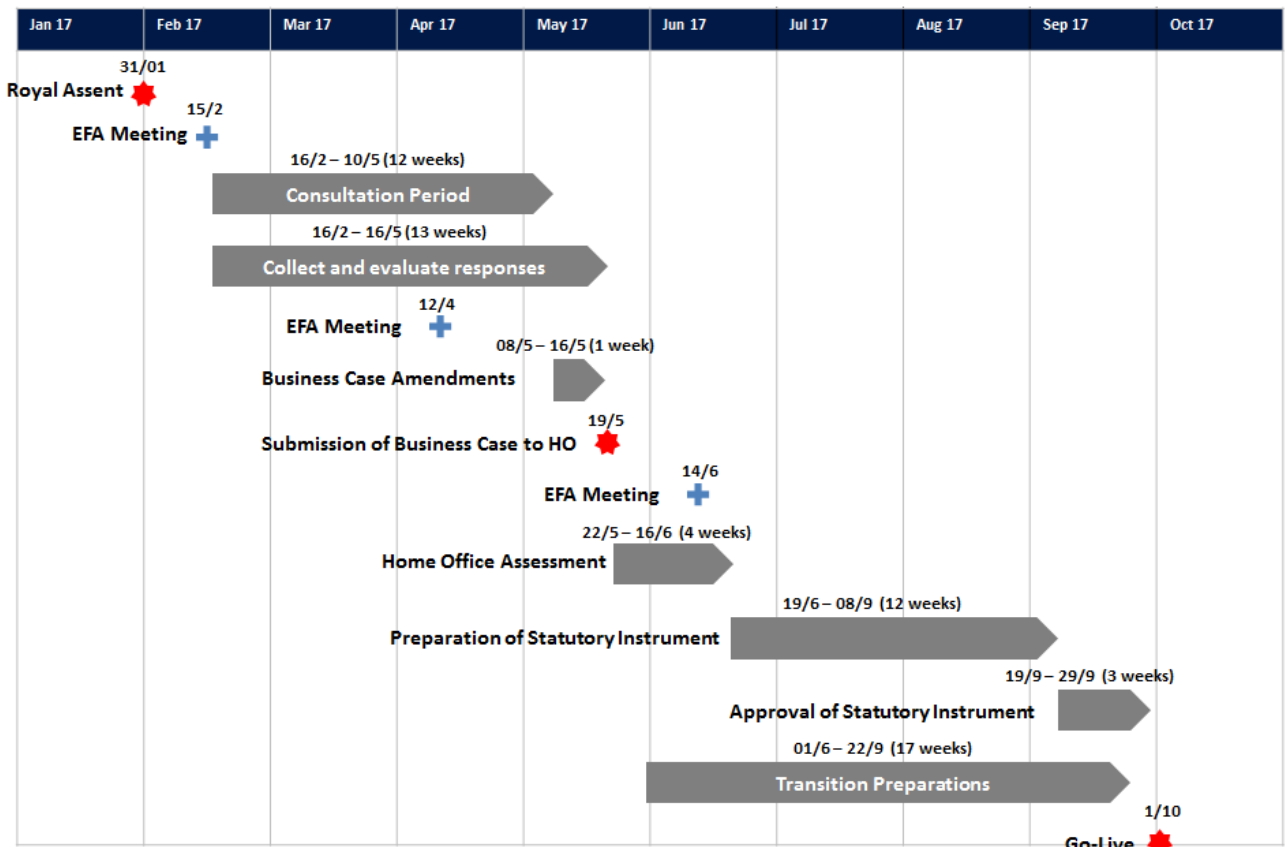 Jan 17 Feb 17 Mar 17 Apr 17 May 17 Jun 17 Jul 17 Aug 17 Sep 17 Oct 17
31/01
Royal Assent
15/2
EFA Meeting
16/2 – 10/5 (12 weeks)
Consultation Period
16/2 – 16/5 (13 weeks)
Collect and evaluate responses
12/4
EFA Meeting
08/5 – 16/5 (1 week)
Business Case Amendments
19/5
Submission of Business Case to HO
14/6
EFA Meeting
22/5 – 16/6 (4 weeks)
Home Office Assessment
19/6 – 08/9 (12 weeks)
Preparation of Statutory Instrument
19/9 – 29/9 (3 weeks)
Approval of Statutory Instrument
01/6 – 22/9 (17 weeks)
Transition Preparations
1/10
Go-Live